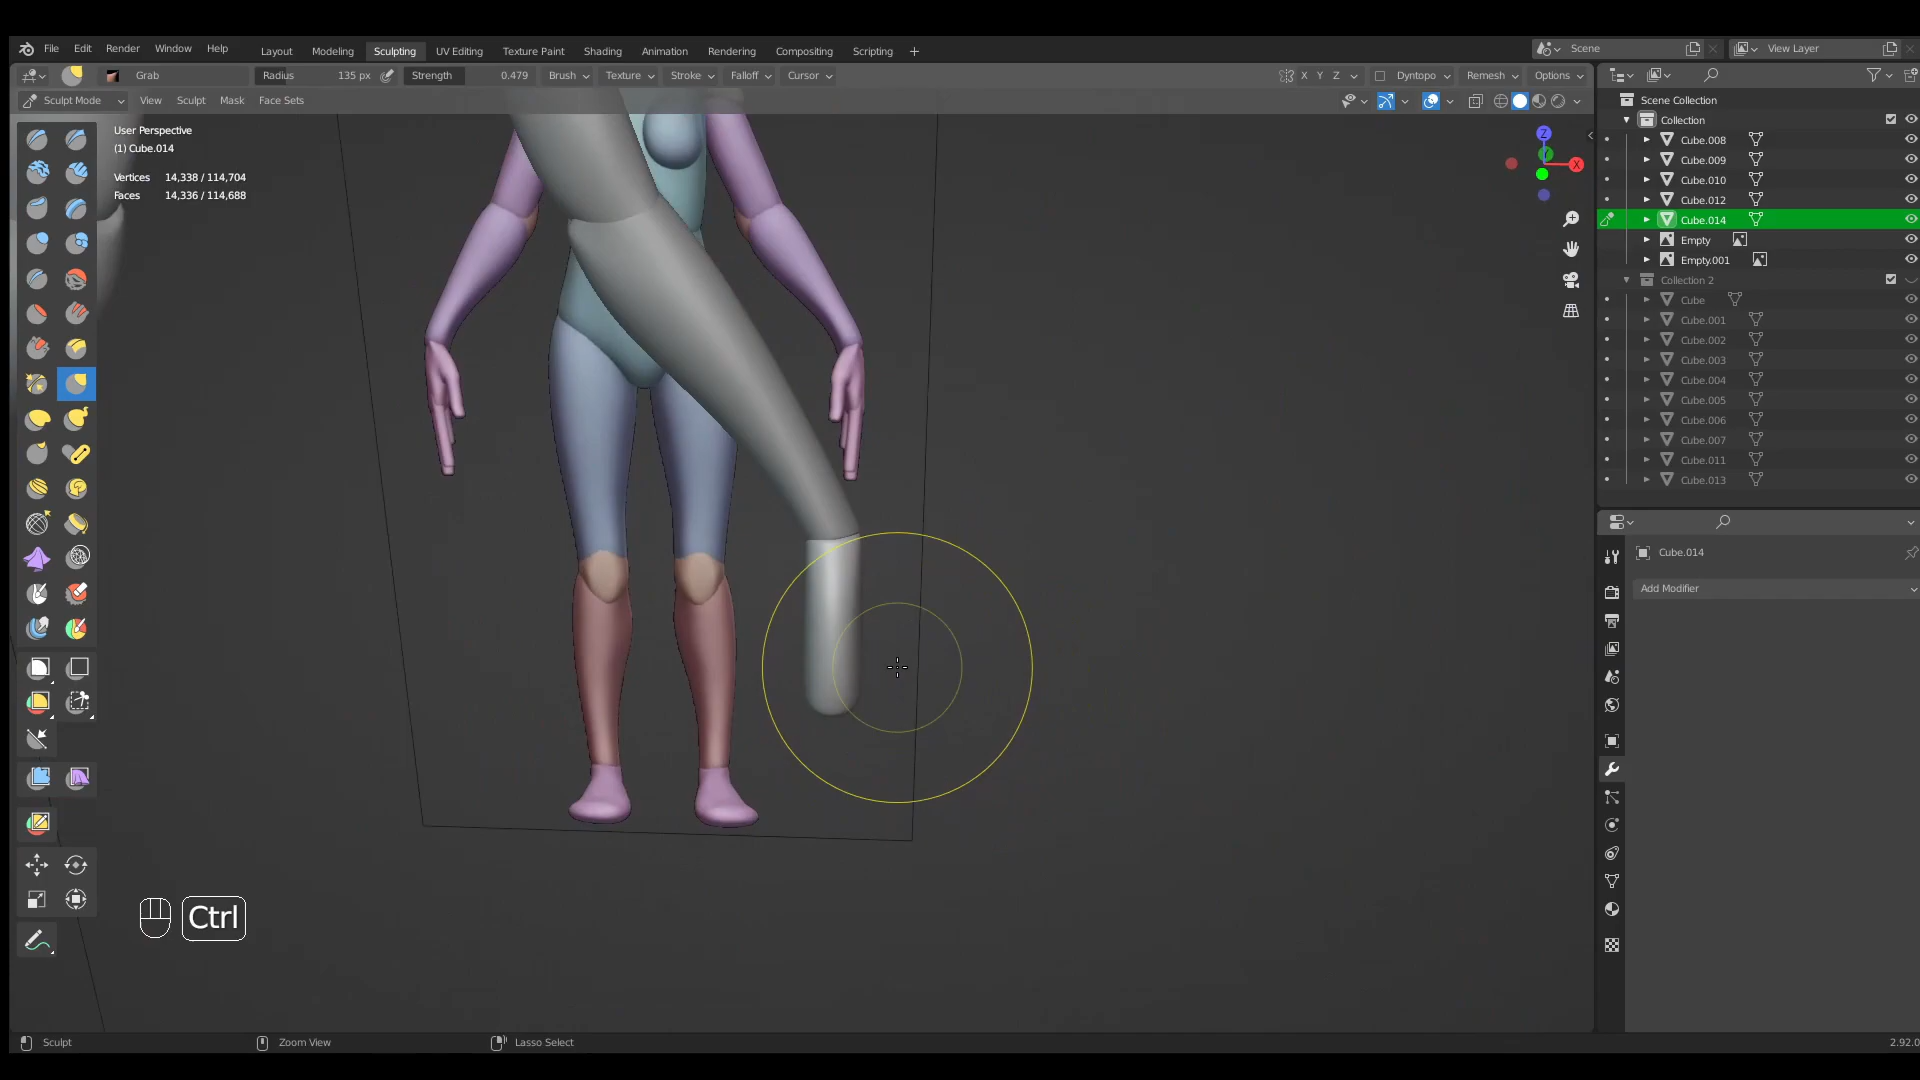 File Edit Render Window Help
Layout Modeling Sculpting UV Editing Texture Paint Shading Animation Rendering Compositing Scripting +
Scene View Layer
Grab Radius 135 px Strength 0.479 Brush Texture Stroke Falloff Cursor X Y Z Dyntopo Remesh Options
Sculpt Mode View Sculpt Mask Face Sets
User Perspective
(1) Cube.014
Vertices 14,338 / 114,704
Faces 14,336 / 114,688
Z
Y
X
Ctrl
Scene Collection
Collection
Cube.008
Cube.009
Cube.010
Cube.012
Cube.014
Empty
Empty.001
Collection 2
Cube
Cube.001
Cube.002
Cube.003
Cube.004
Cube.005
Cube.006
Cube.007
Cube.011
Cube.013
Cube.014
Add Modifier
Sculpt Zoom View Lasso Select 2.92.0